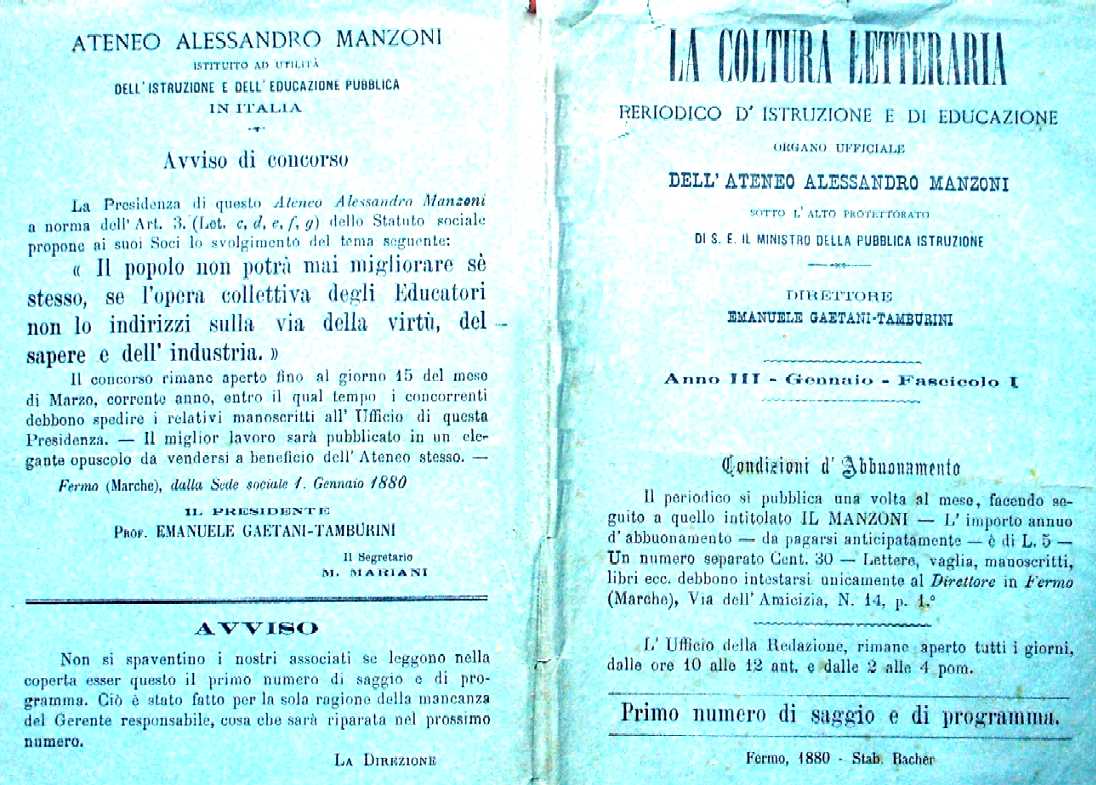 ATENEO ALESSANDRO MANZONI
ISTITUITO AD UTILITÀ
DELL'ISTRUZIONE E DELL'EDUCAZIONE PUBBLICA
IN ITALIA
Avviso di concorso
La Presidenza di questo Ateneo Alessandro Manzoni
a norma dell'Art. 3. (Let. c, d, e, f, g) dello Statuto sociale
propone ai suoi Soci lo svolgimento del tema seguente:
« Il popolo non potrà mai migliorare sè
stesso, se l'opera collettiva degli Educatori
non lo indirizzi sulla via della virtù, del
sapere e dell' industria. »
Il concorso rimane aperto fino al giorno 15 del mese
di Marzo, corrente anno, entro il qual tempo i concorrenti
debbono spedire i relativi manoscritti all' Ufficio di questa
Presidenza. — Il miglior lavoro sarà pubblicato in un ele-
gante opuscolo da vendersi a beneficio dell'Ateneo stesso. —
Fermo (Marche), dalla Sede sociale 1. Gennaio 1880
IL PRESIDENTE
PROF. EMANUELE GAETANI-TAMBURINI
Il Segretario
M. MARIANI
AVVISO
Non si spaventino i nostri associati se leggono nella
coperta esser questo il primo numero di saggio e di pro-
gramma. Ciò è stato fatto per la sola ragione della mancanza
del Gerente responsabile, cosa che sarà riparata nel prossimo
numero.
LA DIREZIONE
LA COLTURA LETTERARIA
PERIODICO D' ISTRUZIONE E DI EDUCAZIONE
ORGANO UFFICIALE
DELL' ATENEO ALESSANDRO MANZONI
SOTTO L' ALTO PROTETTORATO
DI S. E. IL MINISTRO DELLA PUBBLICA ISTRUZIONE
DIRETTORE
EMANUELE GAETANI-TAMBURINI
Anno III - Gennaio - Fascicolo I
Condizioni d' Abbuonamento
Il periodico si pubblica una volta al mese, facendo se-
guito a quello intitolato IL MANZONI — L' importo annuo
d' abbuonamento — da pagarsi anticipatamente — è di L. 5 —
Un numero separato Cent. 30 — Lettere, vaglia, manoscritti,
libri ecc. debbono intestarsi unicamente al Direttore in Fermo
(Marche), Via dell' Amicizia, N. 14, p. 1.°
L' Ufficio della Redazione, rimane aperto tutti i giorni,
dalle ore 10 alle 12 ant. e dalle 2 alle 4 pom.
Primo numero di saggio e di programma.
Fermo, 1880 - Stab. Bacher